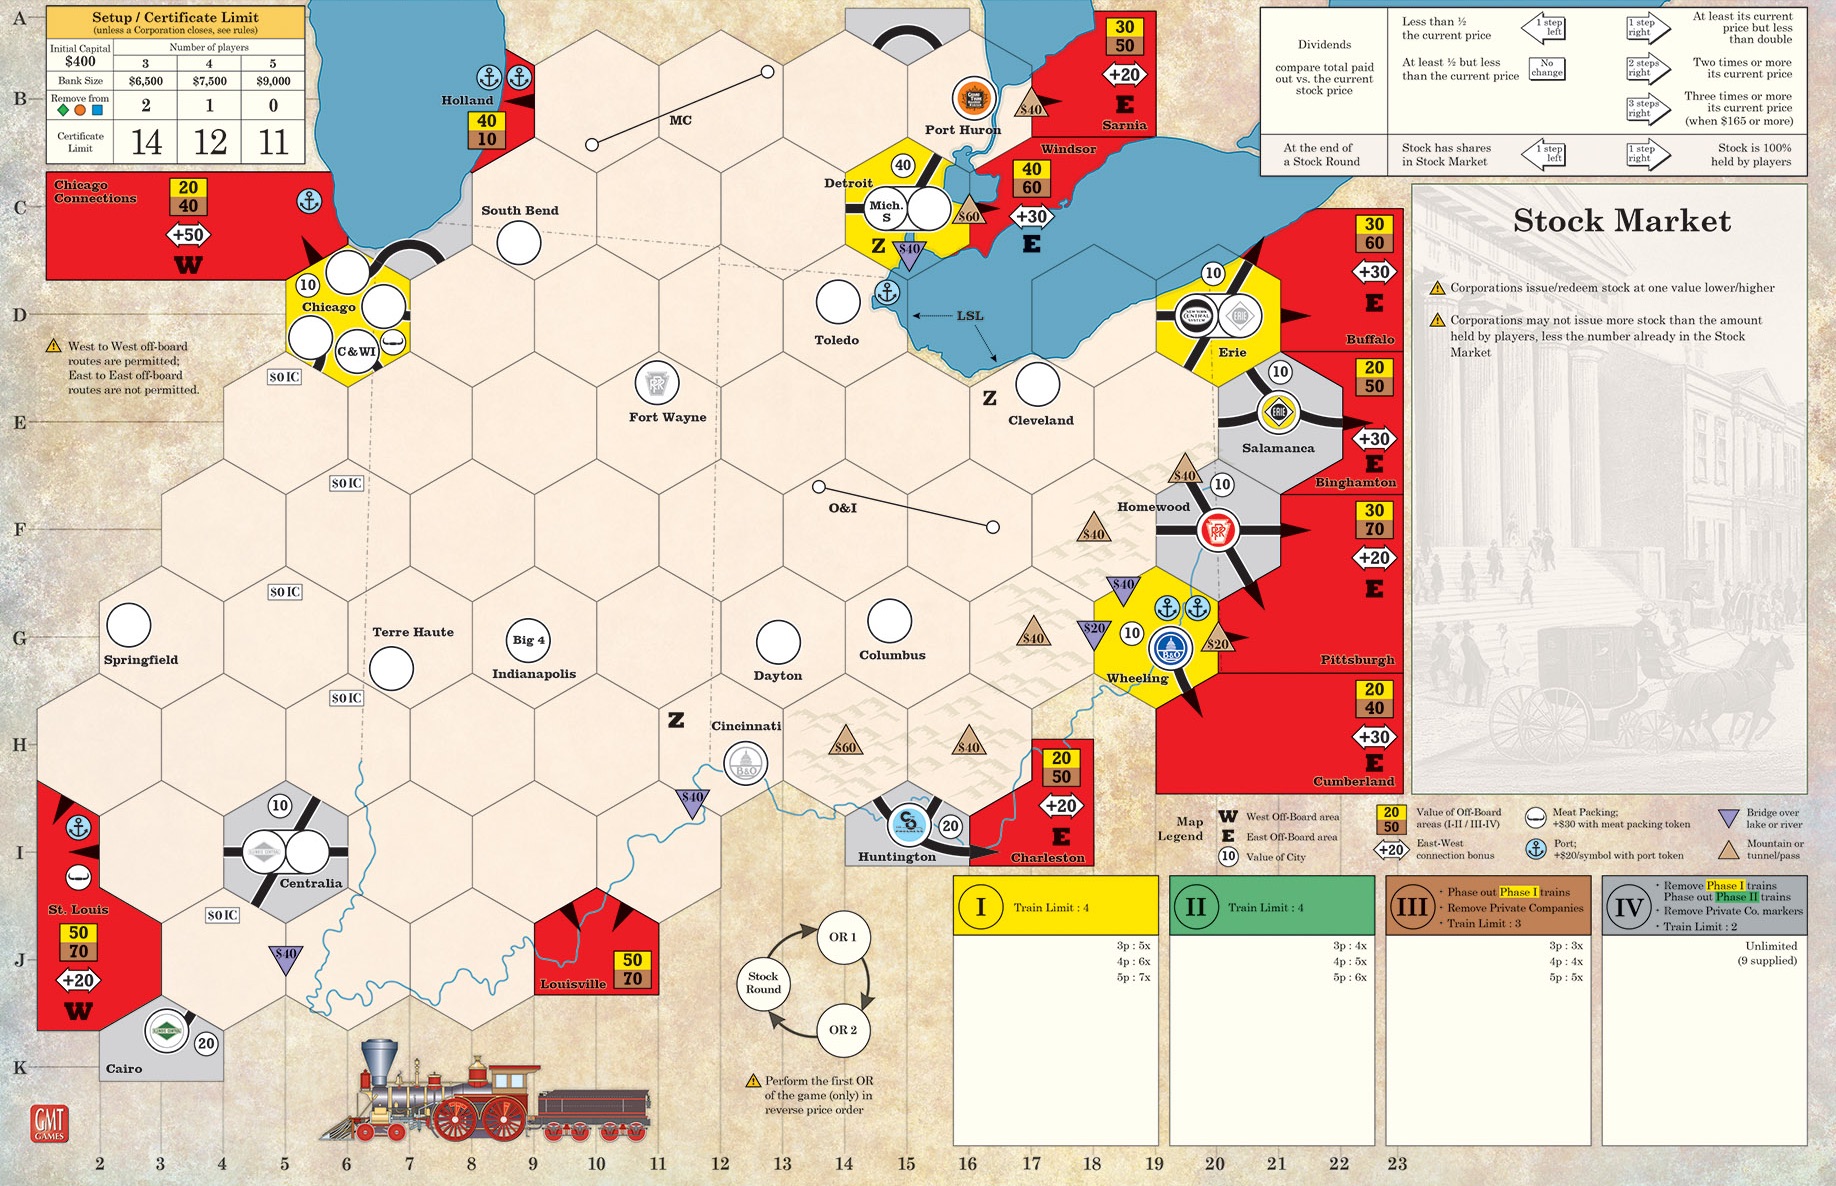 Setup / Certificate Limit
(unless a Corporation closes, see rules)
Initial Capital
$400
Number of players
3 4 5
Bank Size $6,500 $7,500 $9,000
Remove from 2 1 0
Certificate
Limit
14 12 11
A
B
C
D
E
F
G
H
I
J
K
Holland
40
10
MC
Port Huron
$40
30
50
+20
E
Sarnia
Windsor
40
60
+30
E
Chicago
Connections
20
40
+50
W
South Bend
40
Detroit
Mich.
S
$60
Z
$40
10
Chicago
C&WI
Toledo
LSL
10
NEW YORK
CENTRAL
SYSTEM
ERIE
Erie
30
60
+30
E
Buffalo
West to West off-board
routes are permitted;
East to East off-board
routes are not permitted.
$0 IC
Fort Wayne
Z
Cleveland
10
ERIE
Salamanca
20
50
+30
E
Binghamton
$0 IC
O&I
$40
$40
10
Homewood
30
70
+20
E
Pittsburgh
$0 IC
Springfield
Terre Haute
Big 4
Indianapolis
Dayton
Columbus
$40
$40
$20
10
B&O
$20
Wheeling
$0 IC
Z
Cincinnati
B&O
$60
$40
20
40
+30
E
Cumberland
$40
20
50
+20
E
Charleston
20
Huntington
10
Centralia
St. Louis
50
70
+20
W
$0 IC
$40
Louisville
50
70
20
Cairo
Stock
Round
OR 1
OR 2
Perform the first OR
of the game (only) in
reverse price order
GMT
GAMES
2 3 4 5 6 7 8 9 10 11 12 13 14 15 16 17 18 19 20 21 22 23
Dividends
compare total paid
out vs. the current
stock price
Less than ½
the current price
1 step
left
1 step
right
At least its current
price but less
than double
At least ½ but less
than the current price
No
change
2 steps
right
Two times or more
its current price
3 steps
right
Three times or more
its current price
(when $165 or more)
At the end of
a Stock Round
Stock has shares
in Stock Market
1 step
left
1 step
right
Stock is 100%
held by players
Stock Market
Corporations issue/redeem stock at one value lower/higher
Corporations may not issue more stock than the amount
held by players, less the number already in the Stock
Market
Map
Legend
W West Off-Board area
E East Off-Board area
10 Value of City
20
50
Value of Off-Board
areas (I-II / III-IV)
+20
East-West
connection bonus
Meat Packing;
+$30 with meat packing token
Port;
+$20/symbol with port token
Bridge over
lake or river
Mountain or
tunnel/pass
I
Train Limit : 4
3p : 5x
4p : 6x
5p : 7x
II
Train Limit : 4
3p : 4x
4p : 5x
5p : 6x
III
· Phase out Phase I trains
· Remove Private Companies
· Train Limit : 3
3p : 3x
4p : 4x
5p : 5x
IV
· Remove Phase I trains
Phase out Phase II trains
· Remove Private Co. markers
· Train Limit : 2
Unlimited
(9 supplied)